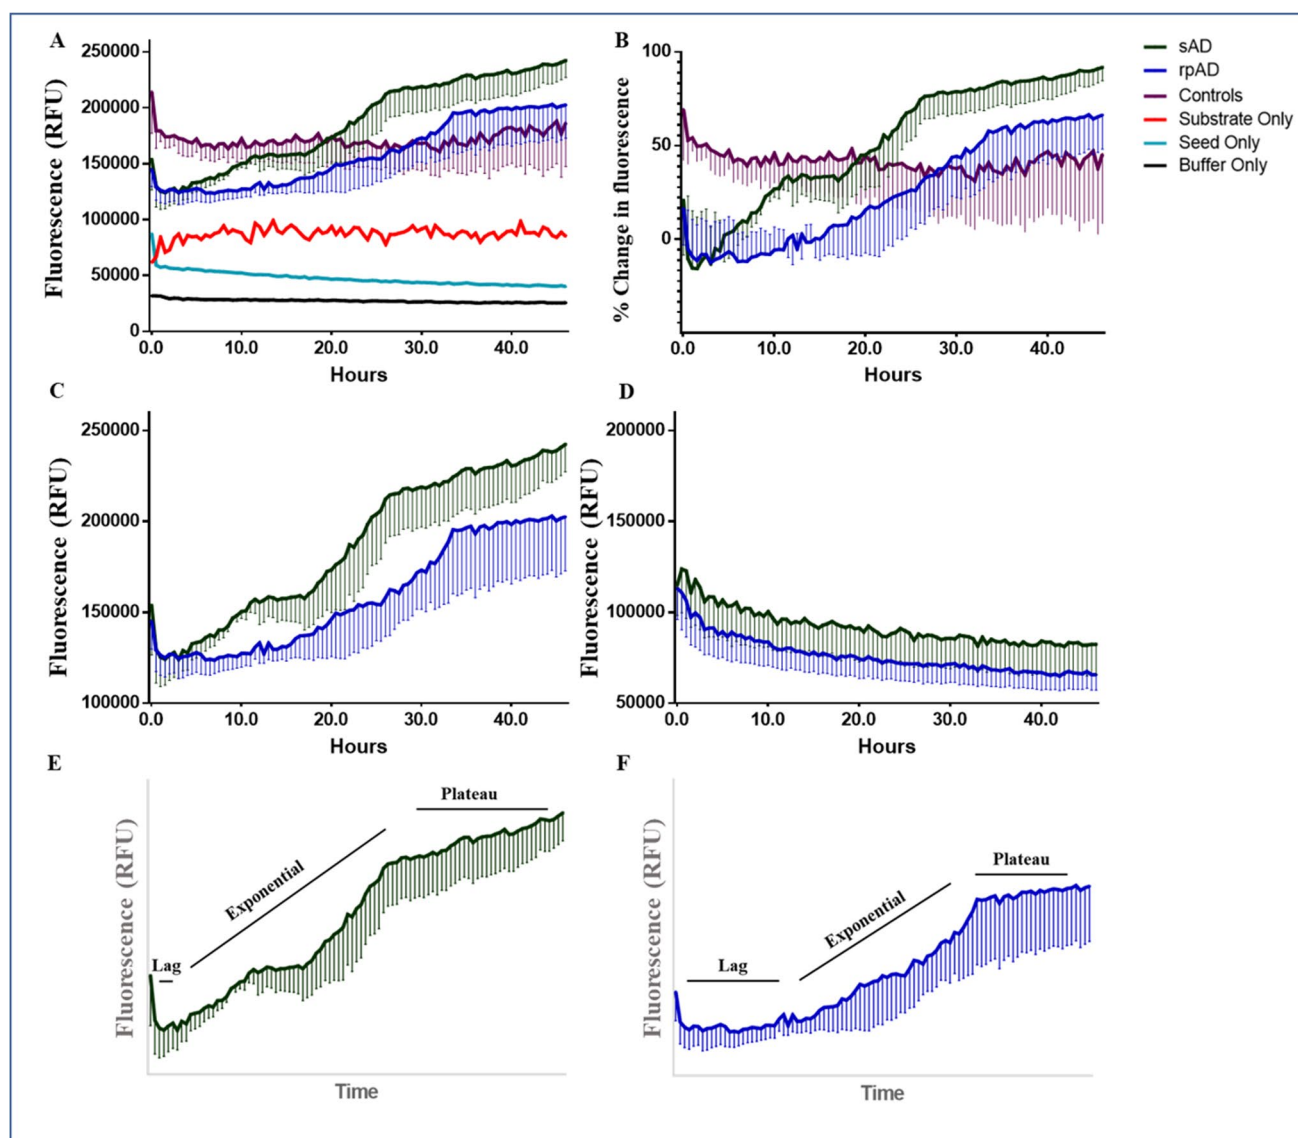 A
Fluorescence (RFU)
250000
200000
150000
100000
50000
0
0.0 10.0 20.0 30.0 40.0
Hours
B
% Change in fluorescence
100
50
0
0.0 10.0 20.0 30.0 40.0
Hours
sAD
rpAD
Controls
Substrate Only
Seed Only
Buffer Only
C
Fluorescence (RFU)
250000
200000
150000
100000
0.0 10.0 20.0 30.0 40.0
Hours
D
Fluorescence (RFU)
200000
150000
100000
50000
0.0 10.0 20.0 30.0 40.0
Hours
E
Fluorescence (RFU)
Lag
Exponential
Plateau
Time
F
Fluorescence (RFU)
Lag
Exponential
Plateau
Time